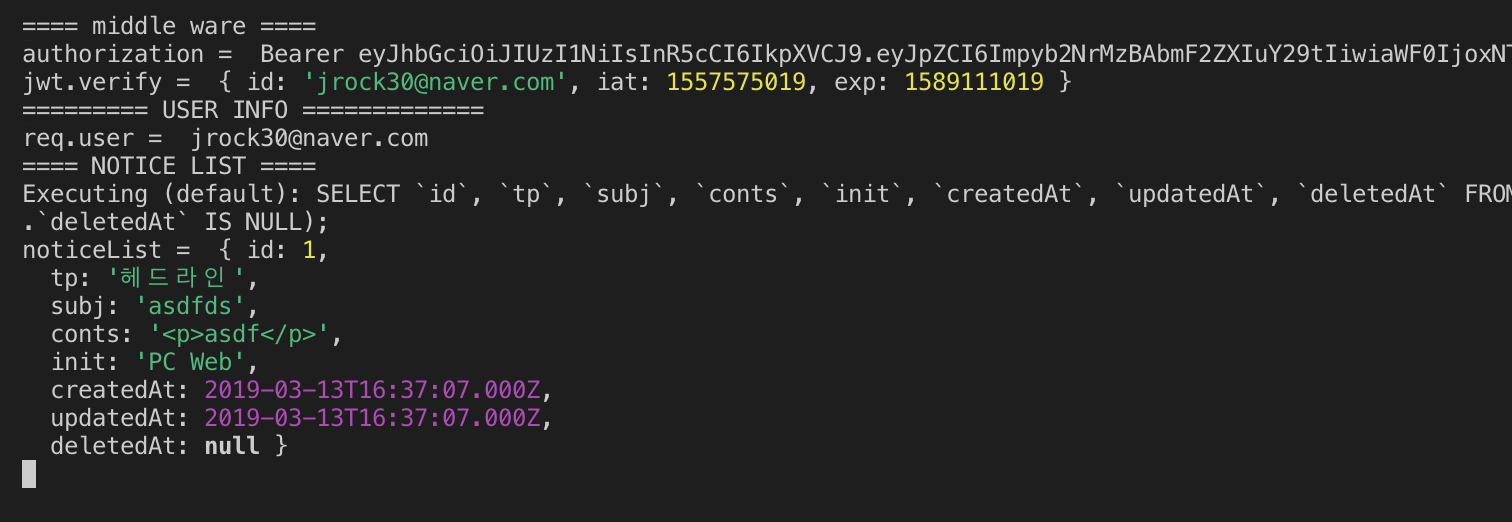 ==== middle ware ====
authorization =  Bearer eyJhbGciOiJIUzI1NiIsInR5cCI6IkpXVCJ9.eyJpZCI6Impyb2NrMzBAbmF2ZXIuY29tIiwiaWF0IjoxNT
jwt.verify =  { id: 'jrock30@naver.com', iat: 1557575019, exp: 1589111019 }
========= USER INFO =============
req.user =  jrock30@naver.com
==== NOTICE LIST ====
Executing (default): SELECT `id`, `tp`, `subj`, `conts`, `init`, `createdAt`, `updatedAt`, `deletedAt` FROM
.`deletedAt` IS NULL);
noticeList =  { id: 1,
  tp: '헤드라인',
  subj: 'asdfds',
  conts: '<p>asdf</p>',
  init: 'PC Web',
  createdAt: 2019-03-13T16:37:07.000Z,
  updatedAt: 2019-03-13T16:37:07.000Z,
  deletedAt: null }